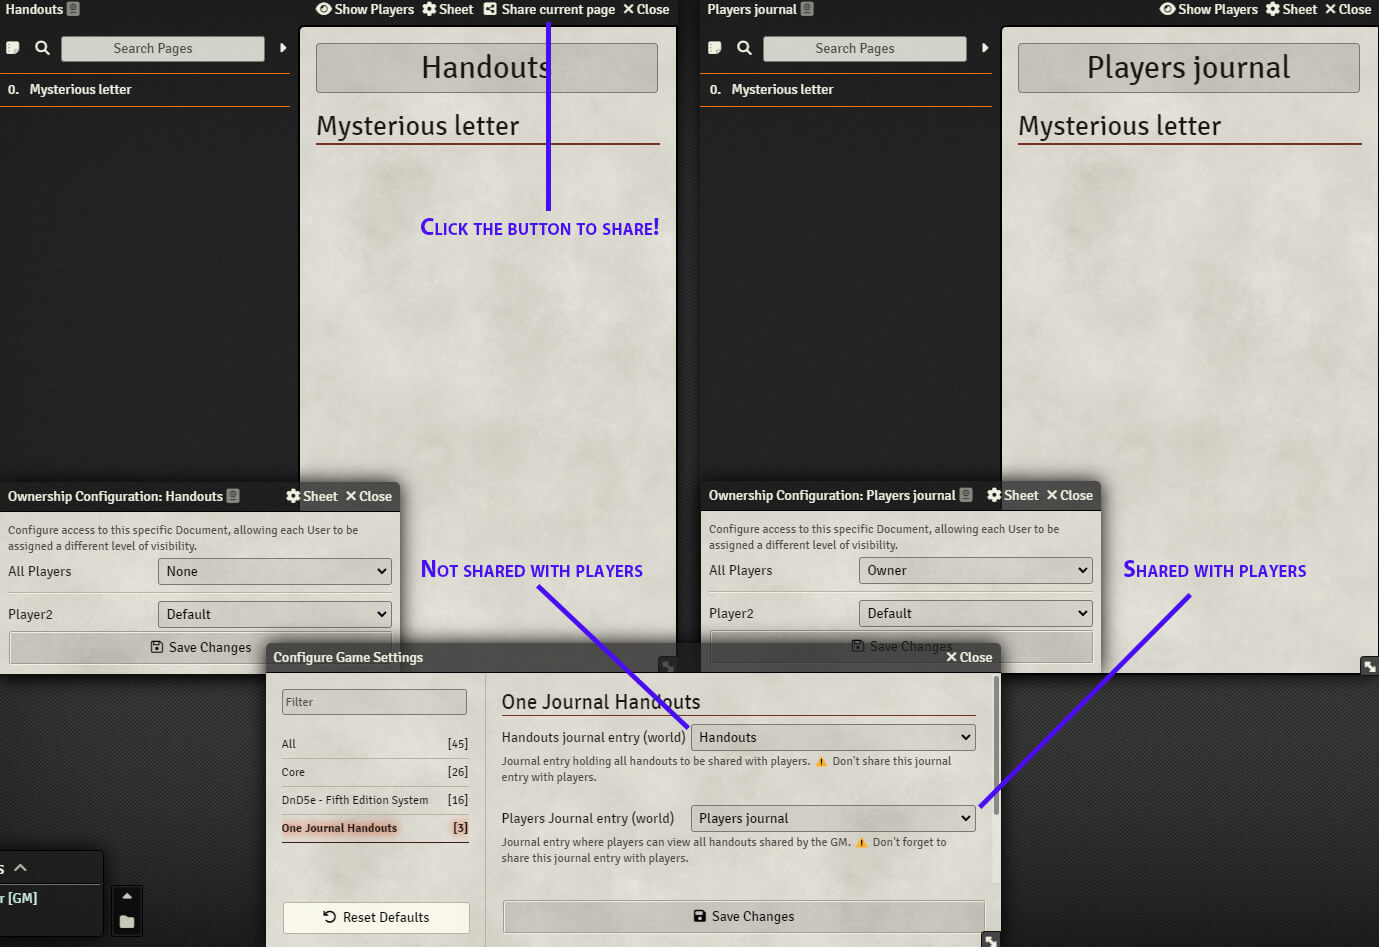 Handouts
Show Players Sheet Share current page Close
Search Pages
0. Mysterious letter
Handouts
Mysterious letter
Click the button to share!
Players journal
Show Players Sheet Close
Search Pages
0. Mysterious letter
Players journal
Mysterious letter
Ownership Configuration: Handouts
Sheet Close
Configure access to this specific Document, allowing each User to be
assigned a different level of visibility.
All Players None
Player2 Default
Save Changes
Not shared with players
Ownership Configuration: Players journal
Sheet Close
Configure access to this specific Document, allowing each User to be
assigned a different level of visibility.
All Players Owner
Player2 Default
Save Changes
Shared with players
Configure Game Settings
Close
Filter
All [45]
Core [26]
DnD5e - Fifth Edition System [16]
One Journal Handouts [3]
Reset Defaults
One Journal Handouts
Handouts journal entry (world) Handouts
Journal entry holding all handouts to be shared with players. ⚠️ Don't share this journal
entry with players.
Players Journal entry (world) Players journal
Journal entry where players can view all handouts shared by the GM. ⚠️ Don't forget to
share this journal entry with players.
Save Changes
s
r [GM]